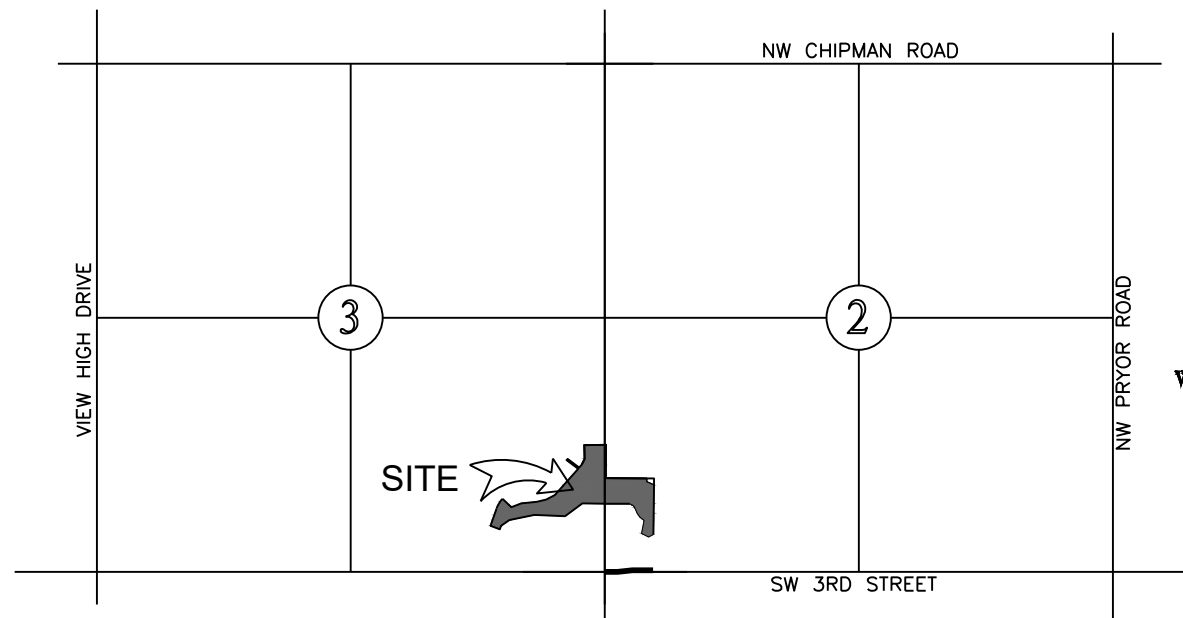 NW CHIPMAN ROAD
VIEW HIGH DRIVE
3
2
NW PRYOR ROAD
SITE
SW 3RD STREET